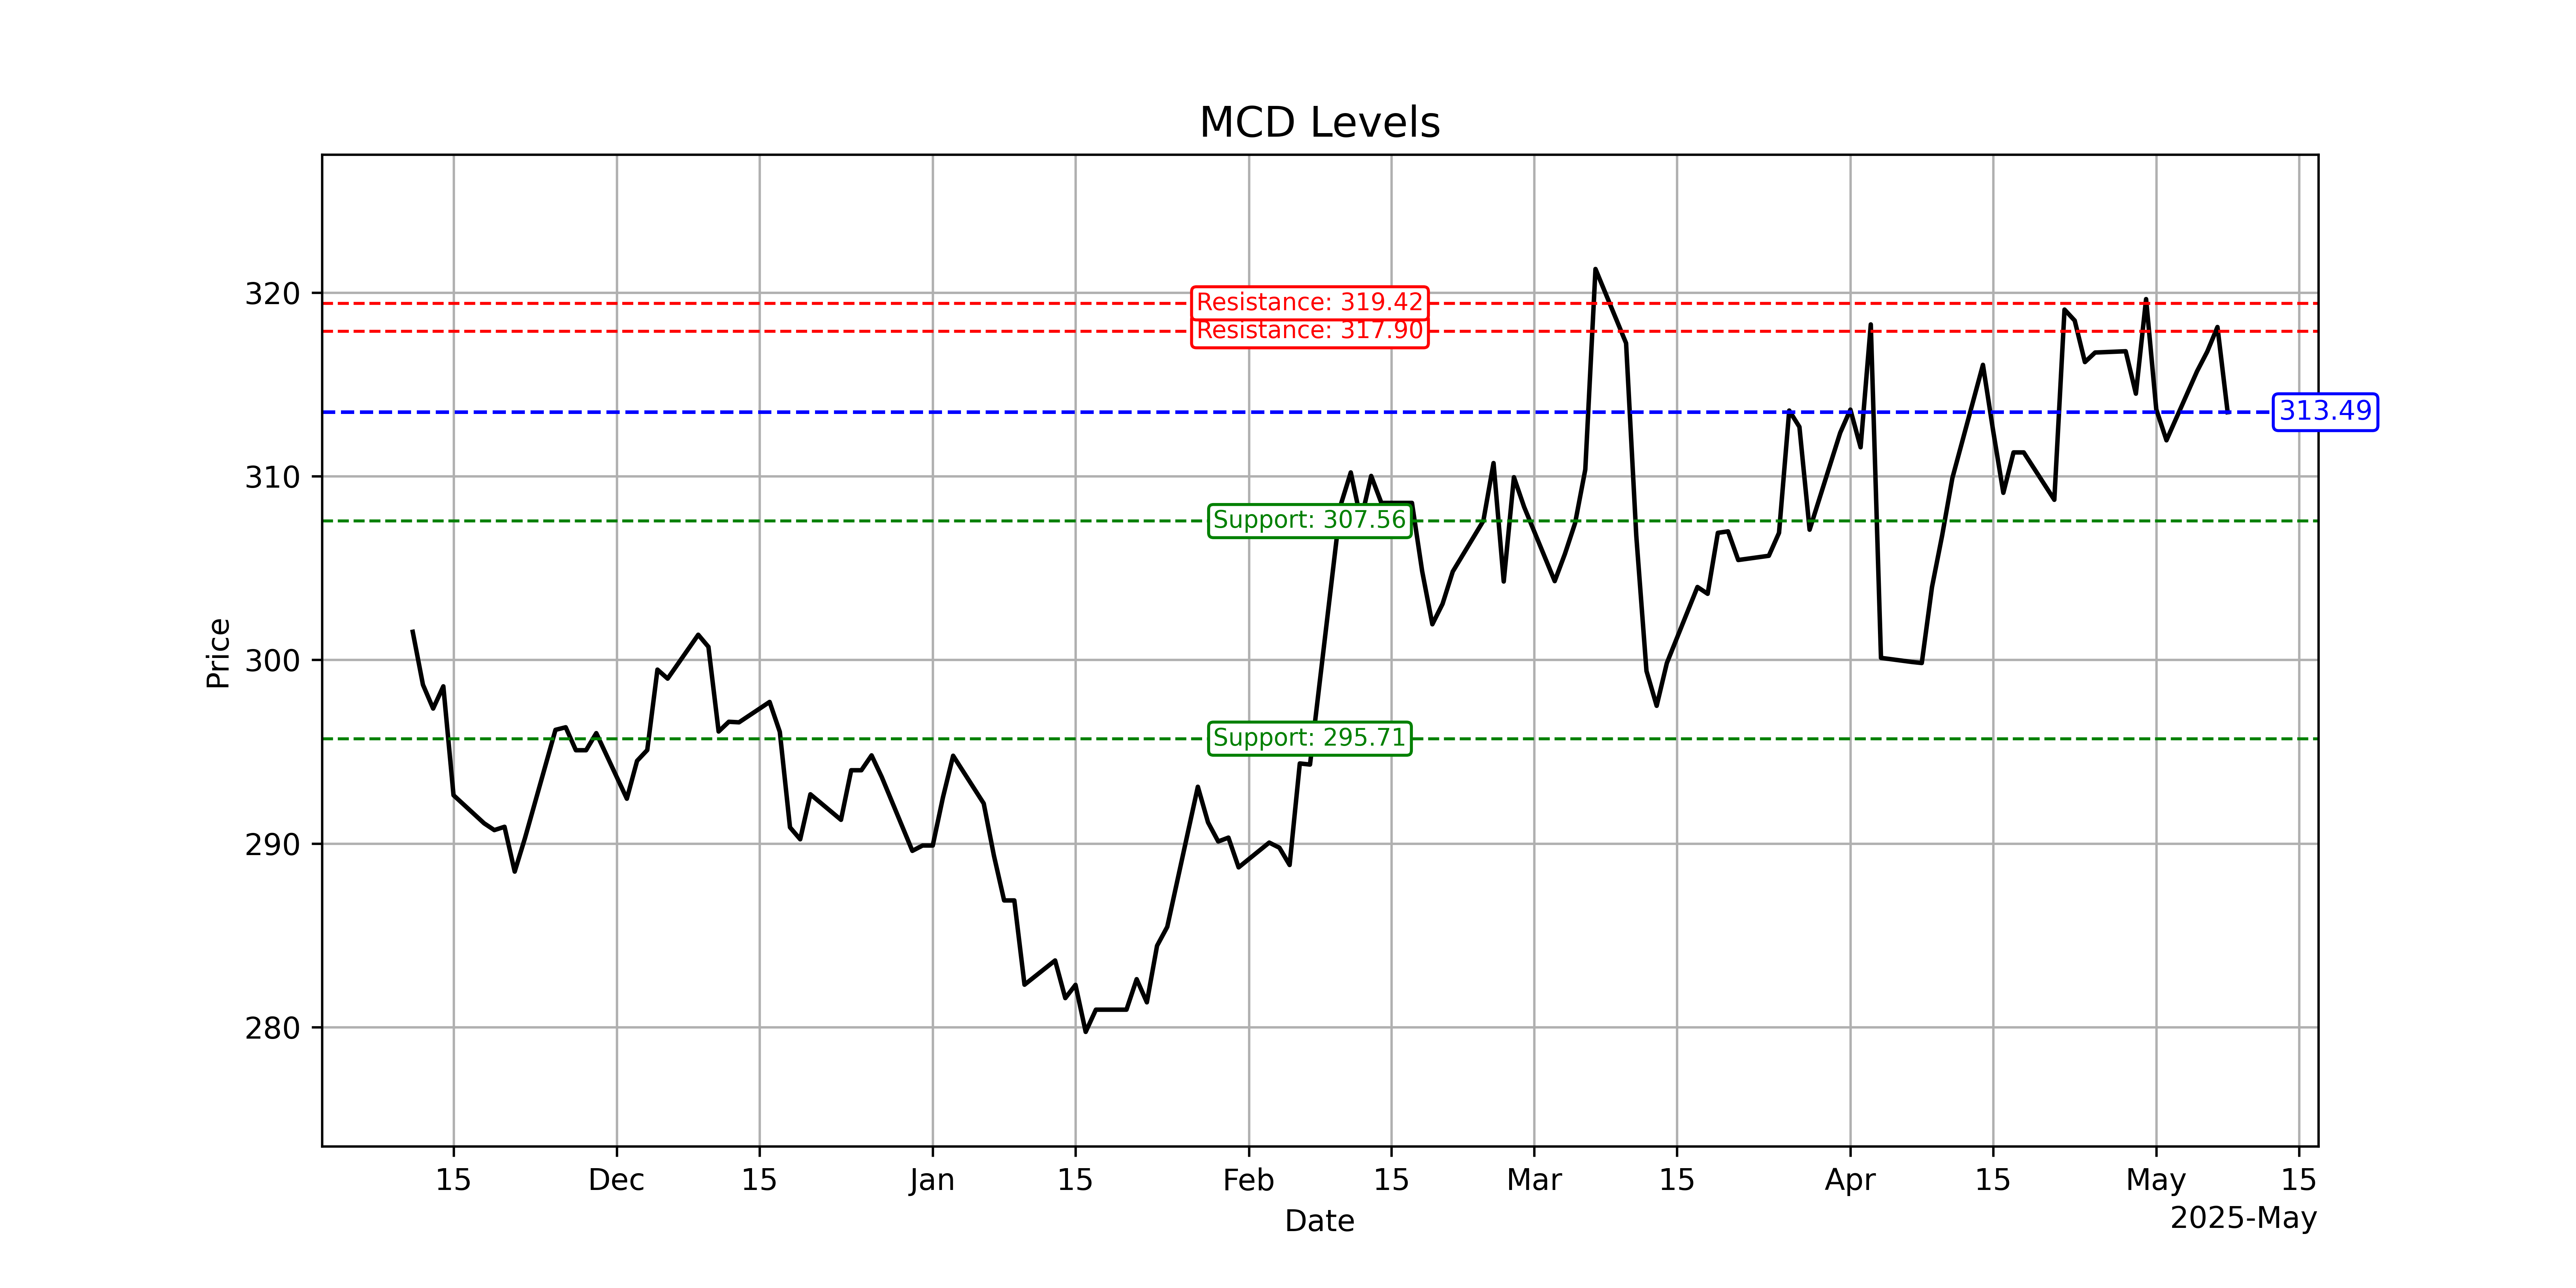 MCD Levels
320
Resistance: 319.42
Resistance: 317.90
313.49
310
Support: 307.56
Price
300
Support: 295.71
290
280
15 Dec 15 Jan 15 Feb 15 Mar 15 Apr 15 May 15
Date
2025-May